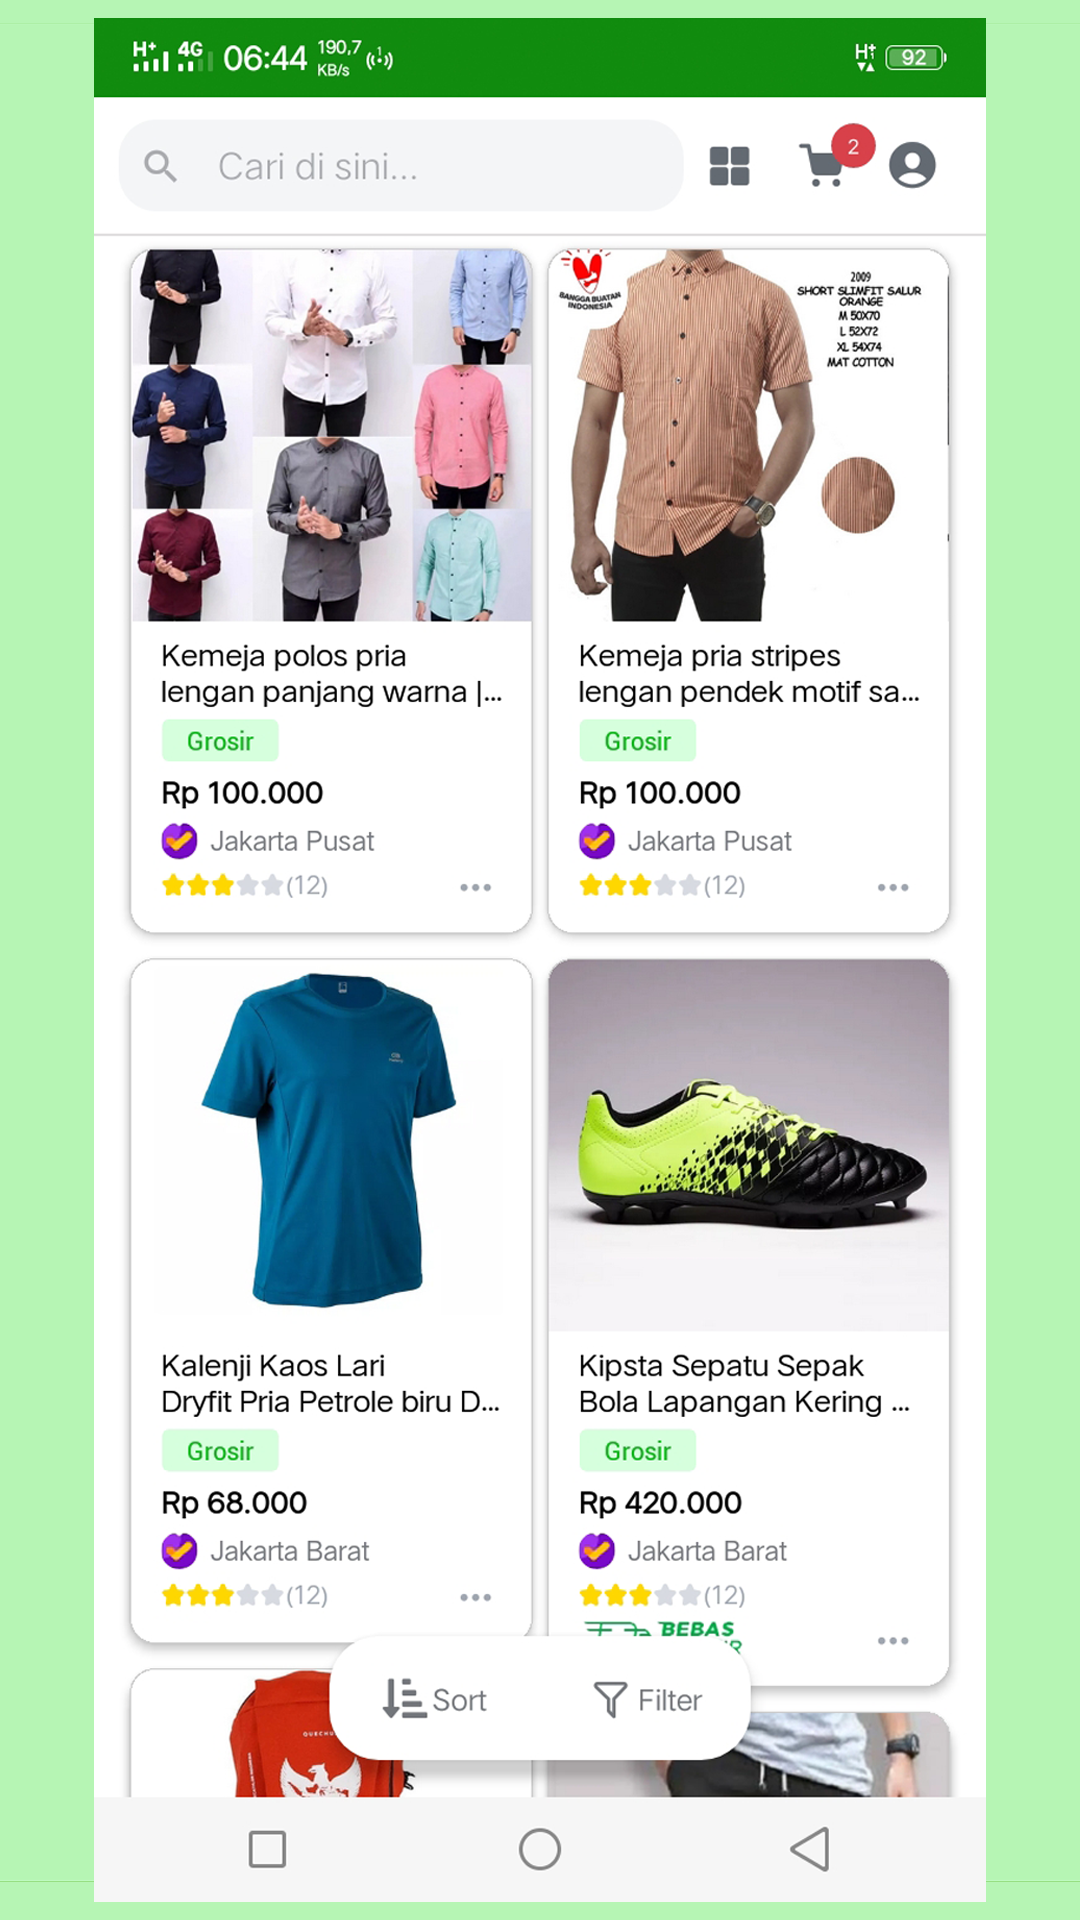 H+ 4G 06:44 190,7 KB/s
H+ 92
Cari di sini...
2
BANGGA BUATAN
INDONESIA
2009
SHORT SLIMFIT SALUR
ORANGE
M 50X70
L 52X72
XL 54X74
MAT COTTON
Kemeja polos pria
lengan panjang warna |...
Grosir
Rp 100.000
Jakarta Pusat
(12)
Kemeja pria stripes
lengan pendek motif sa...
Grosir
Rp 100.000
Jakarta Pusat
(12)
Kalenji Kaos Lari
Dryfit Pria Petrole biru D...
Grosir
Rp 68.000
Jakarta Barat
(12)
Kipsta Sepatu Sepak
Bola Lapangan Kering ...
Grosir
Rp 420.000
Jakarta Barat
(12)
BEBAS
Sort
Filter